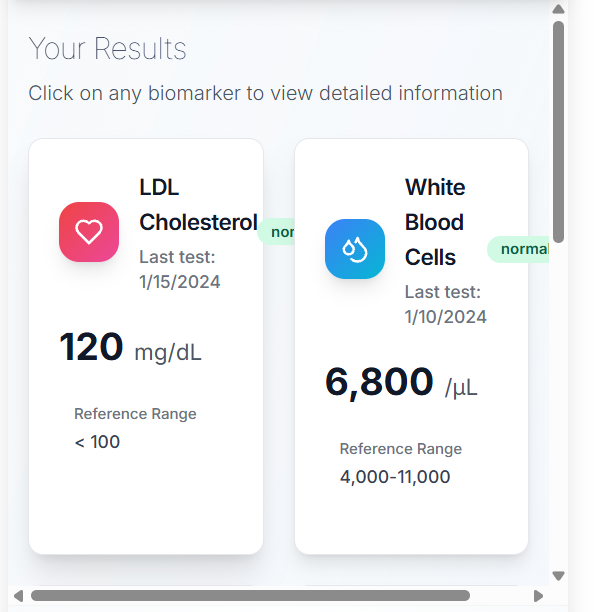 Your Results
Click on any biomarker to view detailed information
LDL
Cholesterol
nor
Last test:
1/15/2024
120 mg/dL
Reference Range
< 100
White
Blood
Cells
normal
Last test:
1/10/2024
6,800 /µL
Reference Range
4,000-11,000